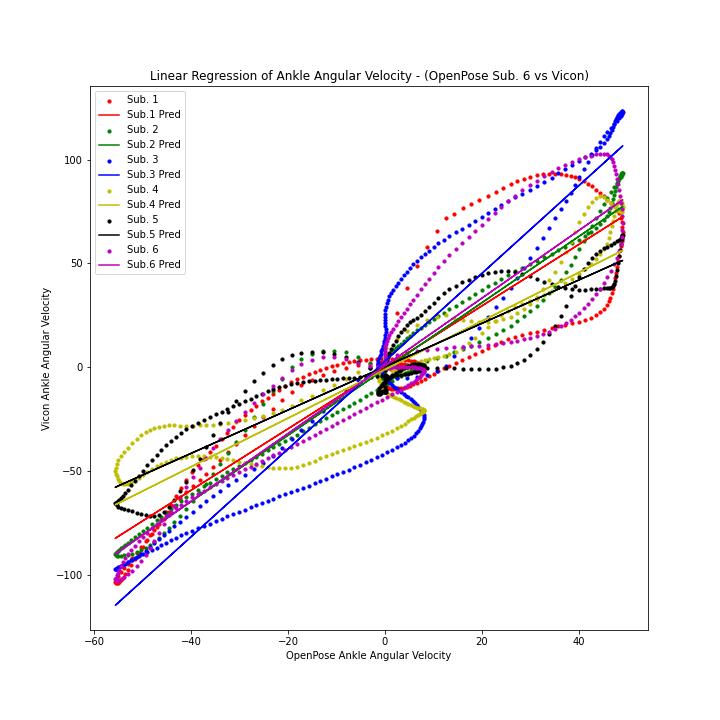 Linear Regression of Ankle Angular Velocity - (OpenPose Sub. 6 vs Vicon)
Sub. 1
Sub.1 Pred
Sub. 2
Sub.2 Pred
Sub. 3
Sub.3 Pred
Sub. 4
Sub.4 Pred
Sub. 5
Sub.5 Pred
Sub. 6
Sub.6 Pred
100
50
0
−50
−100
Vicon Ankle Angular Velocity
−60 −40 −20 0 20 40
OpenPose Ankle Angular Velocity